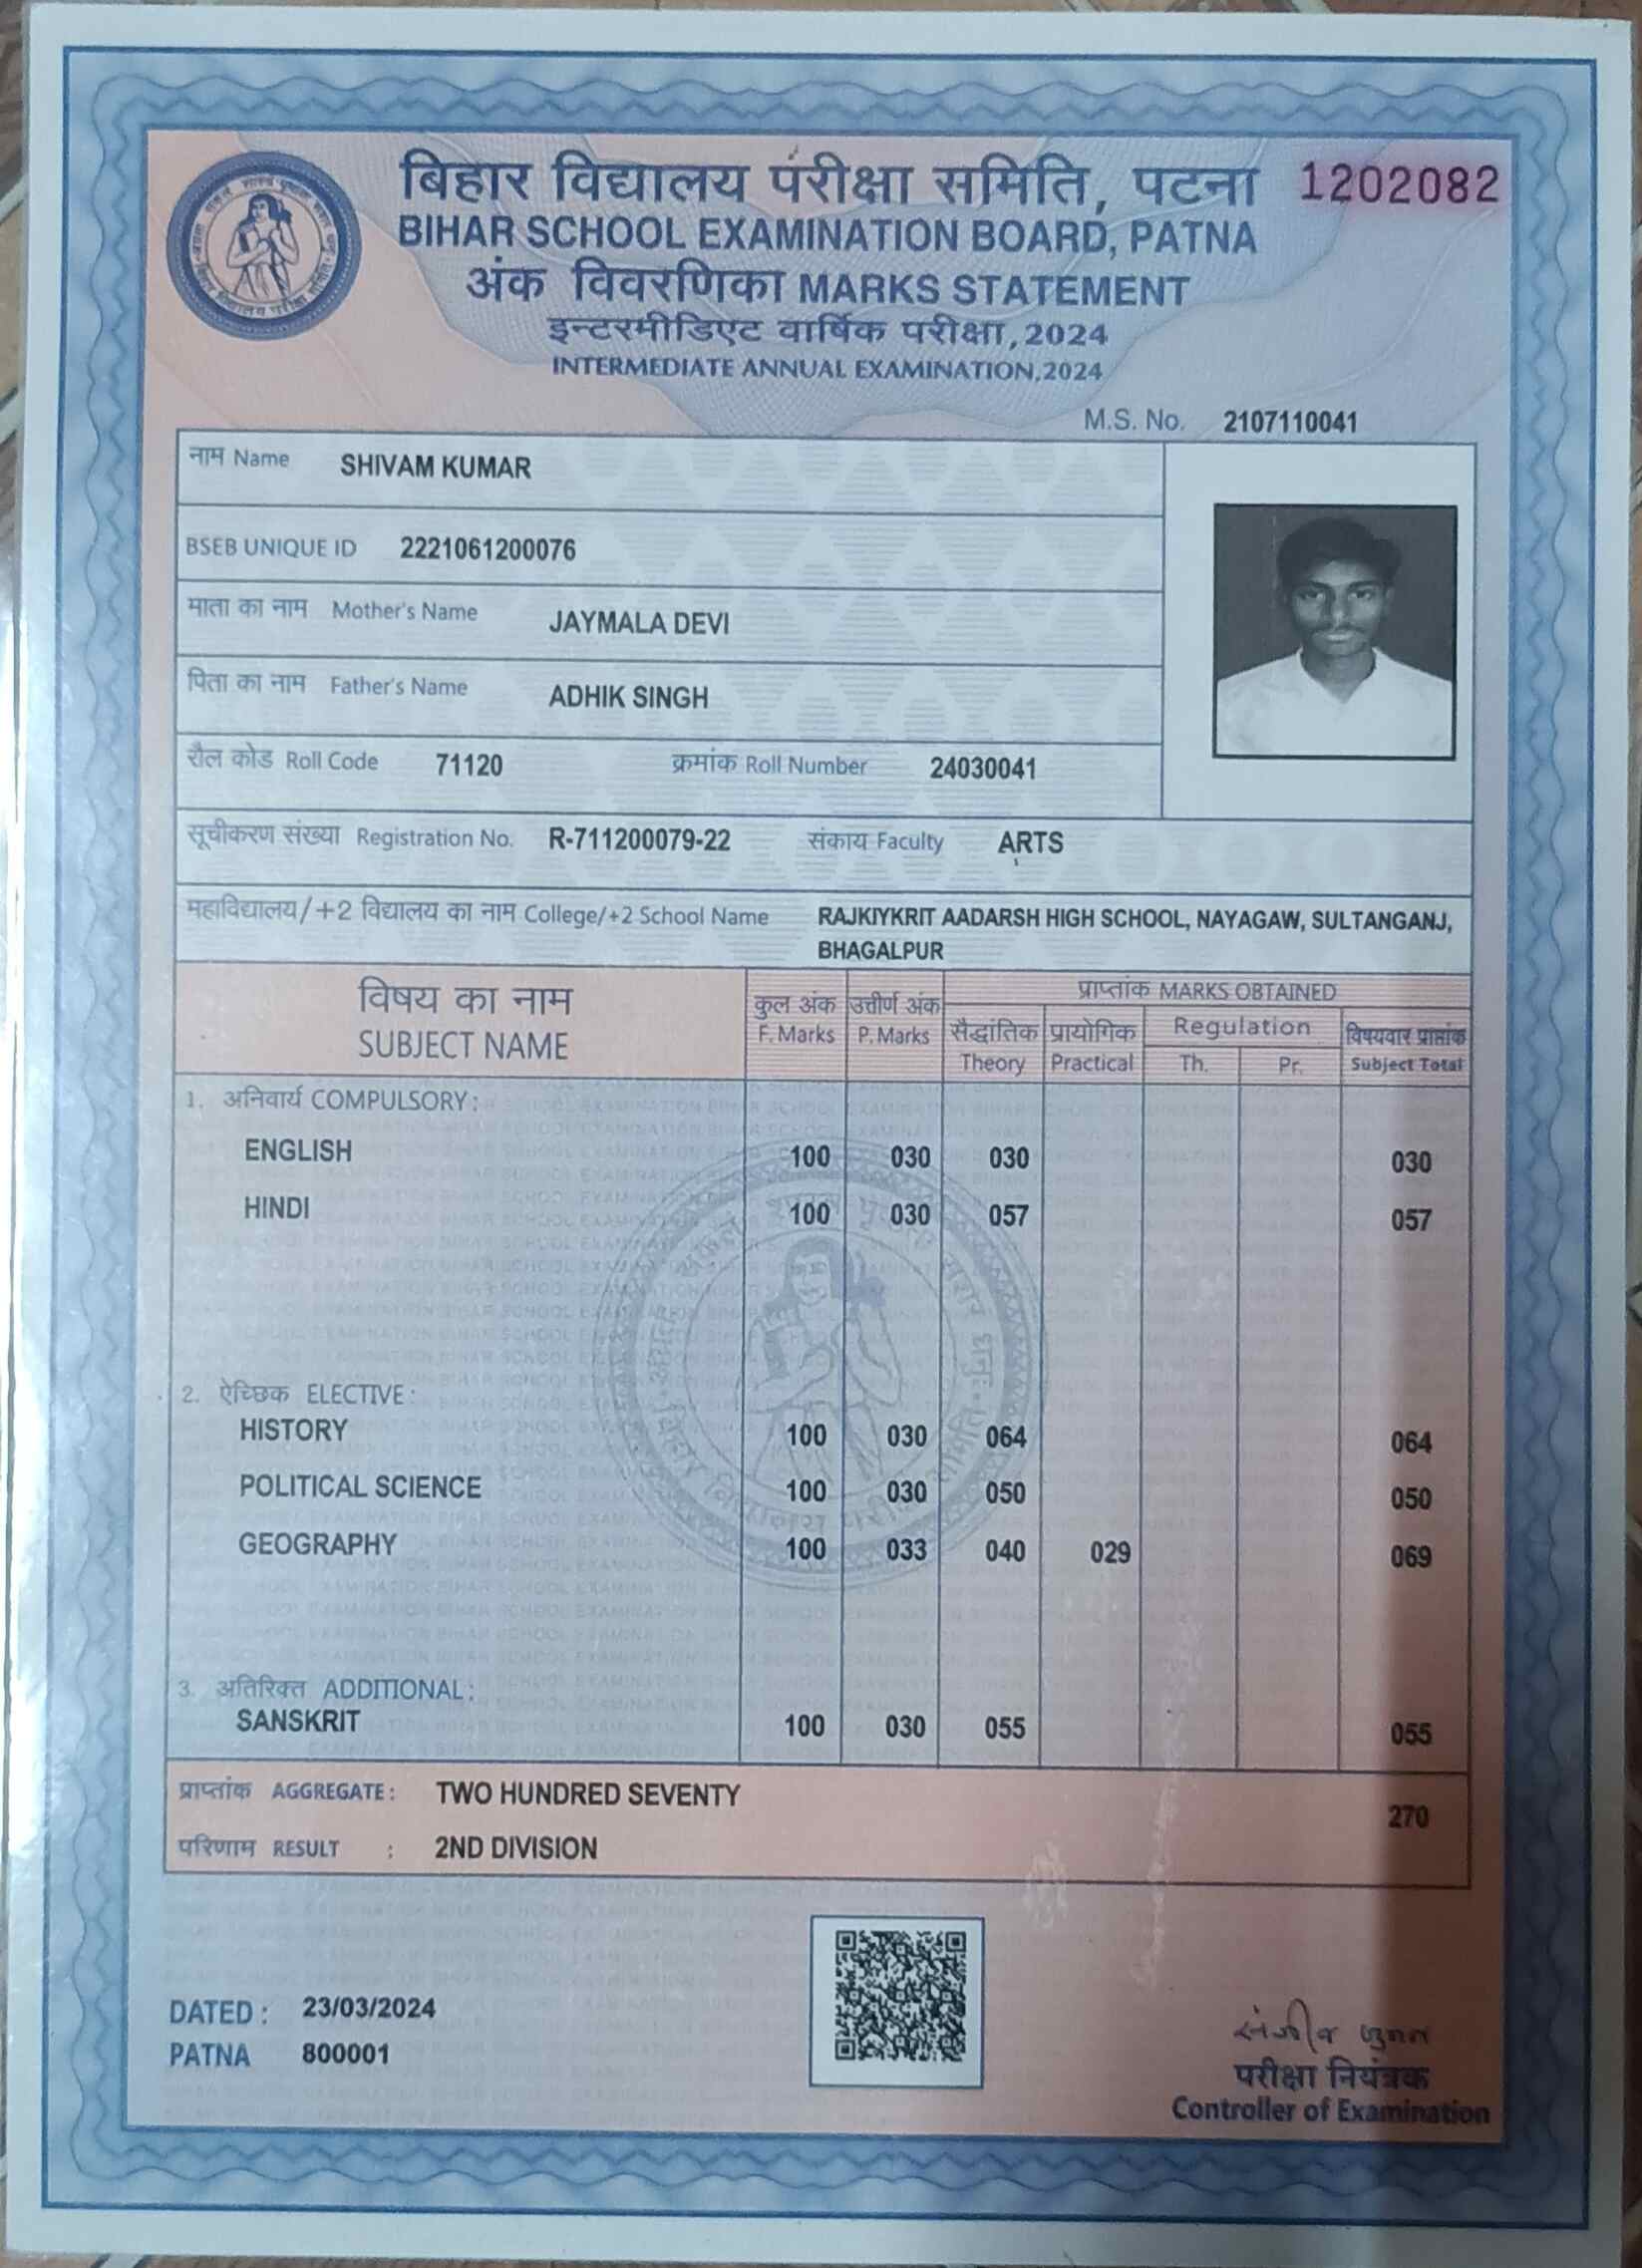 बिहार विद्यालय परीक्षा समिति, पटना 1202082
BIHAR SCHOOL EXAMINATION BOARD, PATNA
अंक विवरणिका MARKS STATEMENT
इन्टरमीडिएट वार्षिक परीक्षा, 2024
INTERMEDIATE ANNUAL EXAMINATION, 2024
M.S. No. 2107110041
नाम Name SHIVAM KUMAR
BSEB UNIQUE ID 2221061200076
माता का नाम Mother's Name JAYMALA DEVI
पिता का नाम Father's Name ADHIK SINGH
रौल कोड Roll Code 71120 क्रमांक Roll Number 24030041
सूचीकरण संख्या Registration No. R-711200079-22 संकाय Faculty ARTS
महाविद्यालय/+2 विद्यालय का नाम College/+2 School Name RAJKIYKRIT AADARSH HIGH SCHOOL, NAYAGAW, SULTANGANJ,
BHAGALPUR
विषय का नाम कुल अंक उत्तीर्ण अंक प्राप्तांक MARKS OBTAINED
SUBJECT NAME F. Marks P. Marks सैद्धांतिक प्रायोगिक Regulation विषयवार प्राप्तांक
Theory Practical Th. Pr. Subject Total
1. अनिवार्य COMPULSORY:
ENGLISH 100 030 030 030
HINDI 100 030 057 057
2. ऐच्छिक ELECTIVE:
HISTORY 100 030 064 064
POLITICAL SCIENCE 100 030 050 050
GEOGRAPHY 100 033 040 029 069
3. अतिरिक्त ADDITIONAL:
SANSKRIT 100 030 055 055
प्राप्तांक AGGREGATE: TWO HUNDRED SEVENTY 270
परिणाम RESULT : 2ND DIVISION
DATED: 23/03/2024
PATNA 800001
परीक्षा नियंत्रक
Controller of Examination